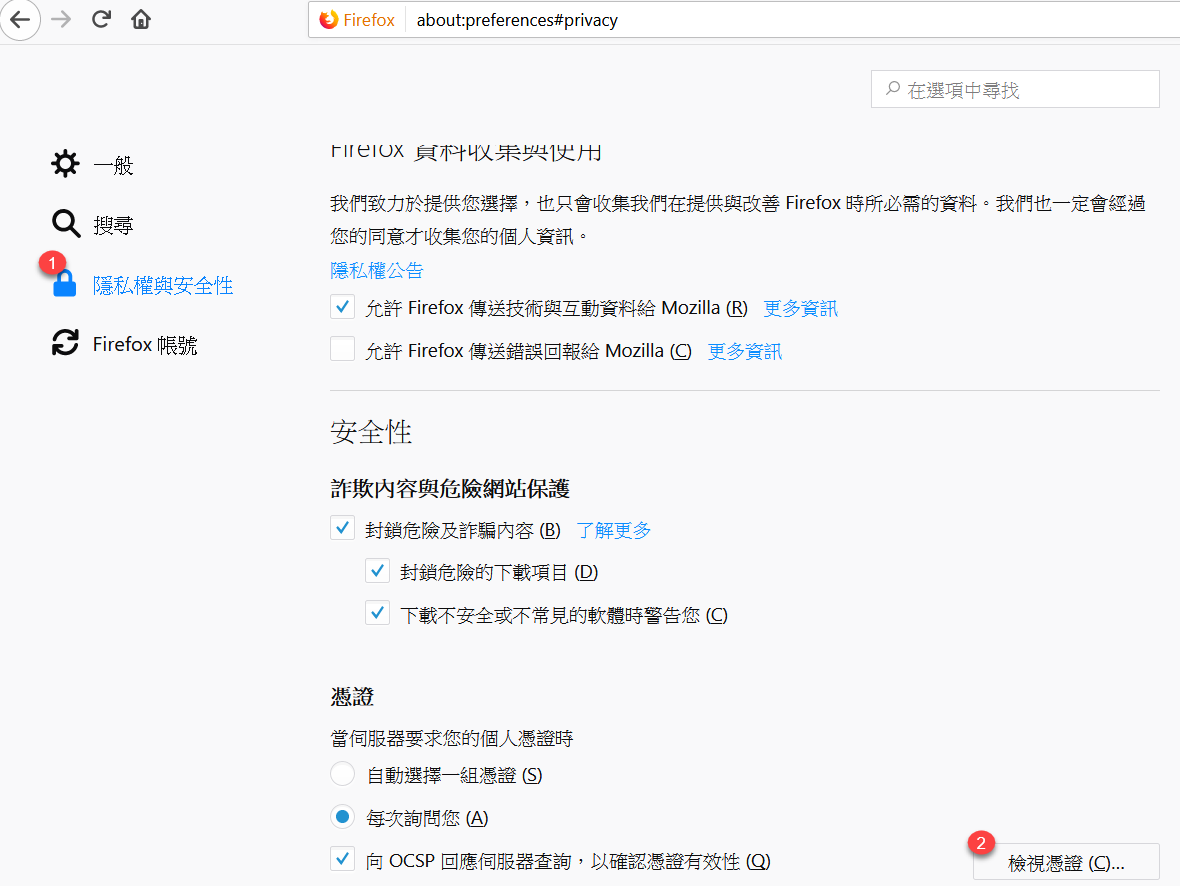 Firefox about:preferences#privacy
在選項中尋找
一般
搜尋
1
隱私權與安全性
Firefox 帳號
Firefox 資料收集與使用
我們致力於提供您選擇，也只會收集我們在提供與改善 Firefox 時所必需的資料。我們也一定會經過
您的同意才收集您的個人資訊。
隱私權公告
允許 Firefox 傳送技術與互動資料給 Mozilla (R) 更多資訊
允許 Firefox 傳送錯誤回報給 Mozilla (C) 更多資訊
安全性
詐欺內容與危險網站保護
封鎖危險及詐騙內容 (B) 了解更多
封鎖危險的下載項目 (D)
下載不安全或不常見的軟體時警告您 (C)
憑證
當伺服器要求您的個人憑證時
自動選擇一組憑證 (S)
每次詢問您 (A)
向 OCSP 回應伺服器查詢，以確認憑證有效性 (Q)
2
檢視憑證 (C)...